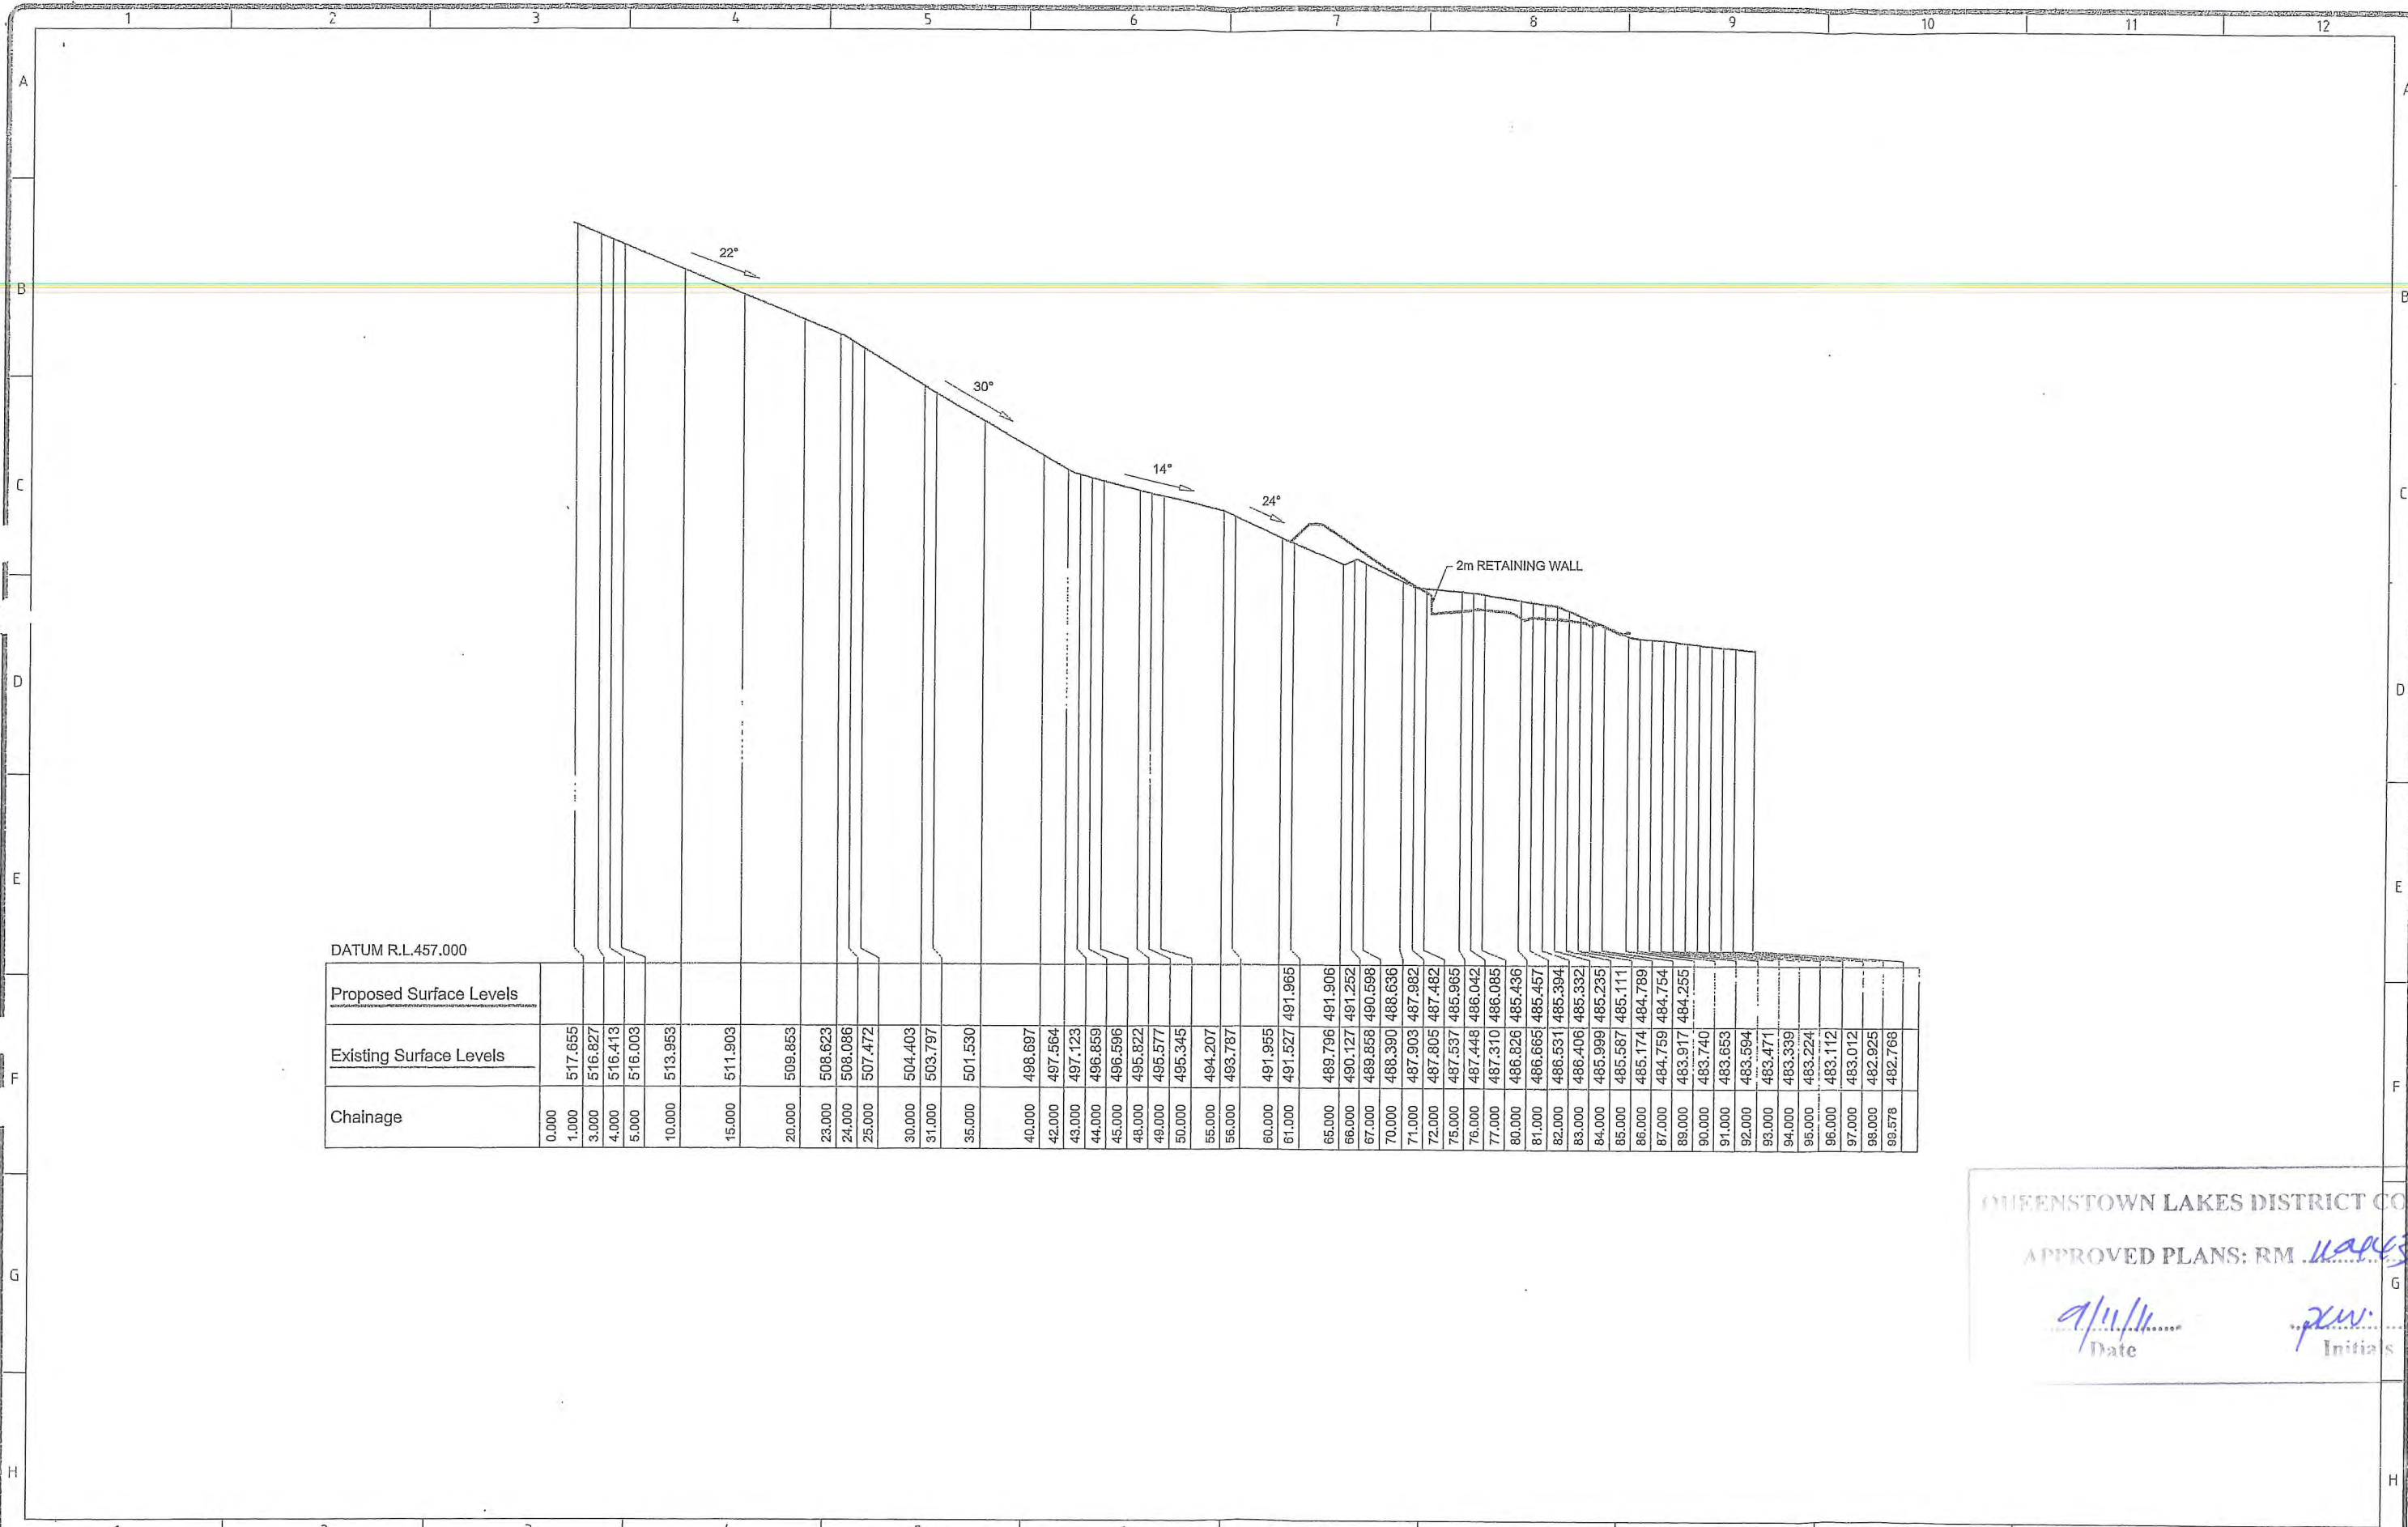 1 2 3 4 5 6 7 8 9 10 11 12
A
B
C
D
E
F
G
H
A
B
C
D
E
F
G
H
22°
30°
14°
24°
2m RETAINING WALL
DATUM R.L.457.000
Proposed Surface Levels 491.965 491.906 491.252 490.598 488.636 487.982 487.482 485.965 486.042 486.085 485.436 485.457 485.394 485.332 485.235 485.111 484.789 484.754 484.255
Existing Surface Levels 517.655 516.827 516.413 516.003 513.953 511.903 509.853 508.623 508.086 507.472 504.403 503.797 501.530 498.697 497.564 497.123 496.859 496.596 495.822 495.577 495.345 494.207 493.787 491.955 491.527 489.796 490.127 489.858 488.390 487.903 487.805 487.537 487.448 487.310 486.826 486.665 486.531 486.406 485.999 485.587 485.174 484.759 483.917 483.740 483.653 483.594 483.471 483.339 483.224 483.112 483.012 482.925 482.768
Chainage 0.000 1.000 3.000 4.000 5.000 10.000 15.000 20.000 23.000 24.000 25.000 30.000 31.000 35.000 40.000 42.000 43.000 44.000 45.000 48.000 49.000 50.000 55.000 56.000 60.000 61.000 65.000 66.000 67.000 70.000 71.000 72.000 75.000 76.000 77.000 80.000 81.000 82.000 83.000 84.000 85.000 86.000 87.000 89.000 90.000 91.000 92.000 93.000 94.000 95.000 96.000 97.000 98.000 99.578
QUEENSTOWN LAKES DISTRICT CO
APPROVED PLANS: RM
9/11/11
Date Initials